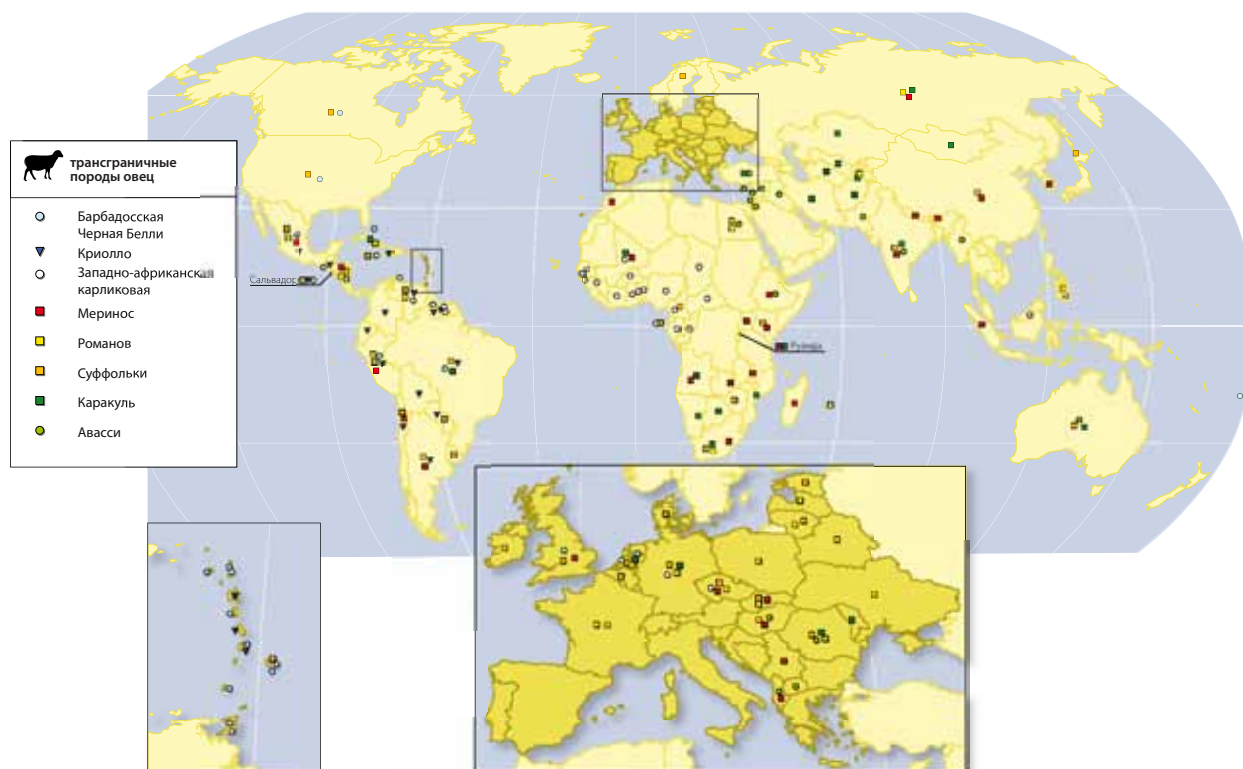 трансграничные
породы овец
Барбадосская
Черная Белли
Криолло
Западно-африканская
карликовая
Меринос
Романов
Суффольки
Каракуль
Авасси
Сальвадор
Руанда